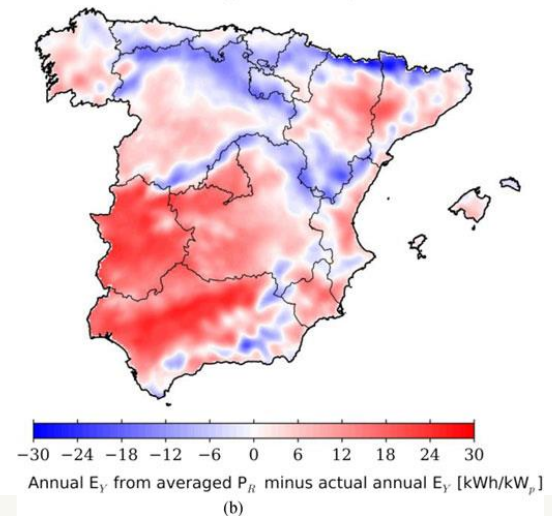 −30 −24 −18 −12 −6 0 6 12 18 24 30
Annual E_Y from averaged P_R minus actual annual E_Y [kWh/kW_p]
(b)